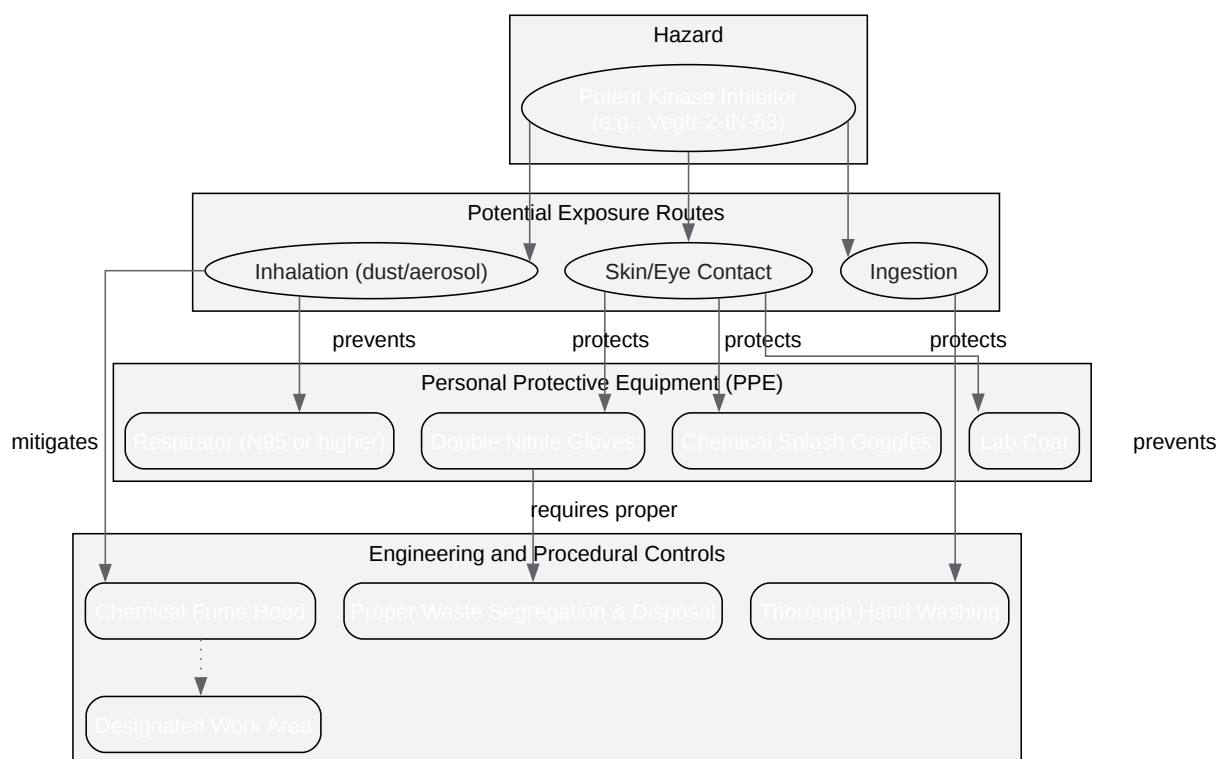 Hazard
Potent Kinase Inhibitor
(e.g., Vegfr-2-IN-63)
Potential Exposure Routes
Inhalation (dust/aerosol)
Skin/Eye Contact
Ingestion
prevents
protects
protects
protects
Personal Protective Equipment (PPE)
Respirator (N95 or higher)
Double Nitrile Gloves
Chemical Splash Goggles
Lab Coat
mitigates
prevents
requires proper
Engineering and Procedural Controls
Chemical Fume Hood
Proper Waste Segregation & Disposal
Thorough Hand Washing
Designated Work Area